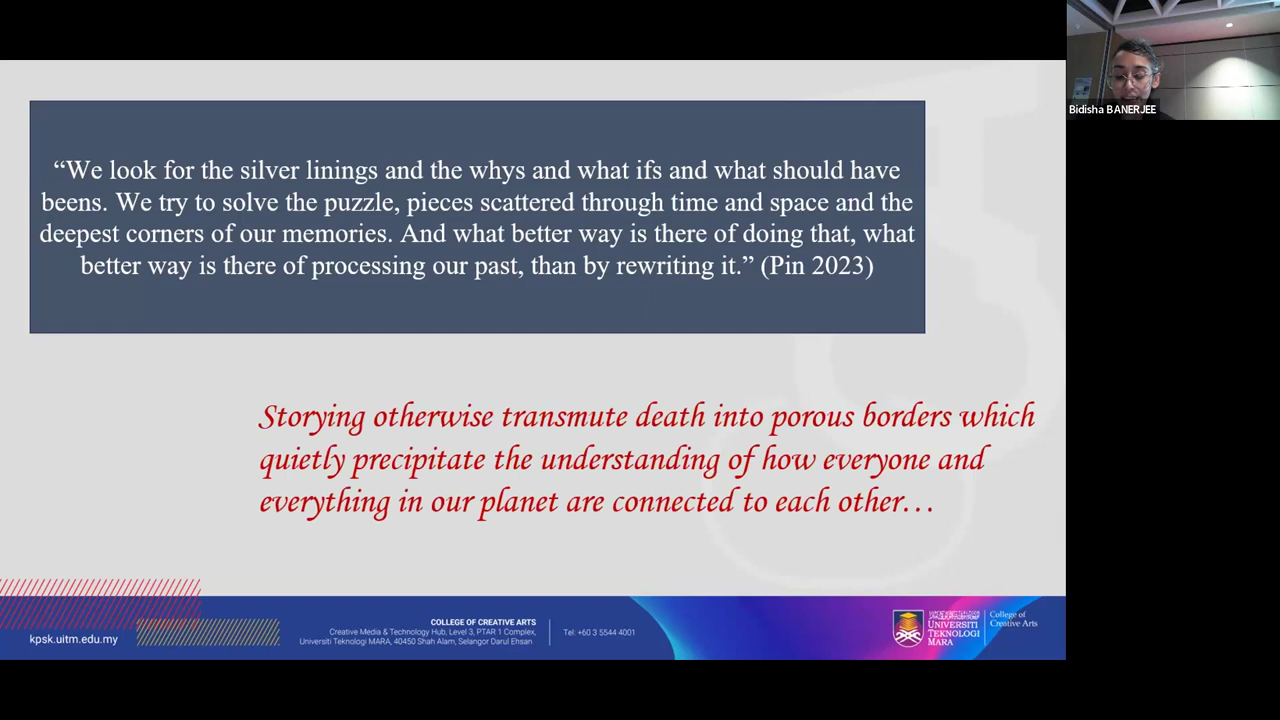 Bidisha BANERJEE
“We look for the silver linings and the whys and what ifs and what should have
beens. We try to solve the puzzle, pieces scattered through time and space and the
deepest corners of our memories. And what better way is there of doing that, what
better way is there of processing our past, than by rewriting it.” (Pin 2023)
Storying otherwise transmute death into porous borders which
quietly precipitate the understanding of how everyone and
everything in our planet are connected to each other…
kpsk.uitm.edu.my
COLLEGE OF CREATIVE ARTS
Creative Media & Technology Hub, Level 3, PTAR 1 Complex,
Universiti Teknologi MARA, 40450 Shah Alam, Selangor Darul Ehsan
Tel: +60 3 5544 4001
UNIVERSITI
TEKNOLOGI
MARA
College of
Creative Arts